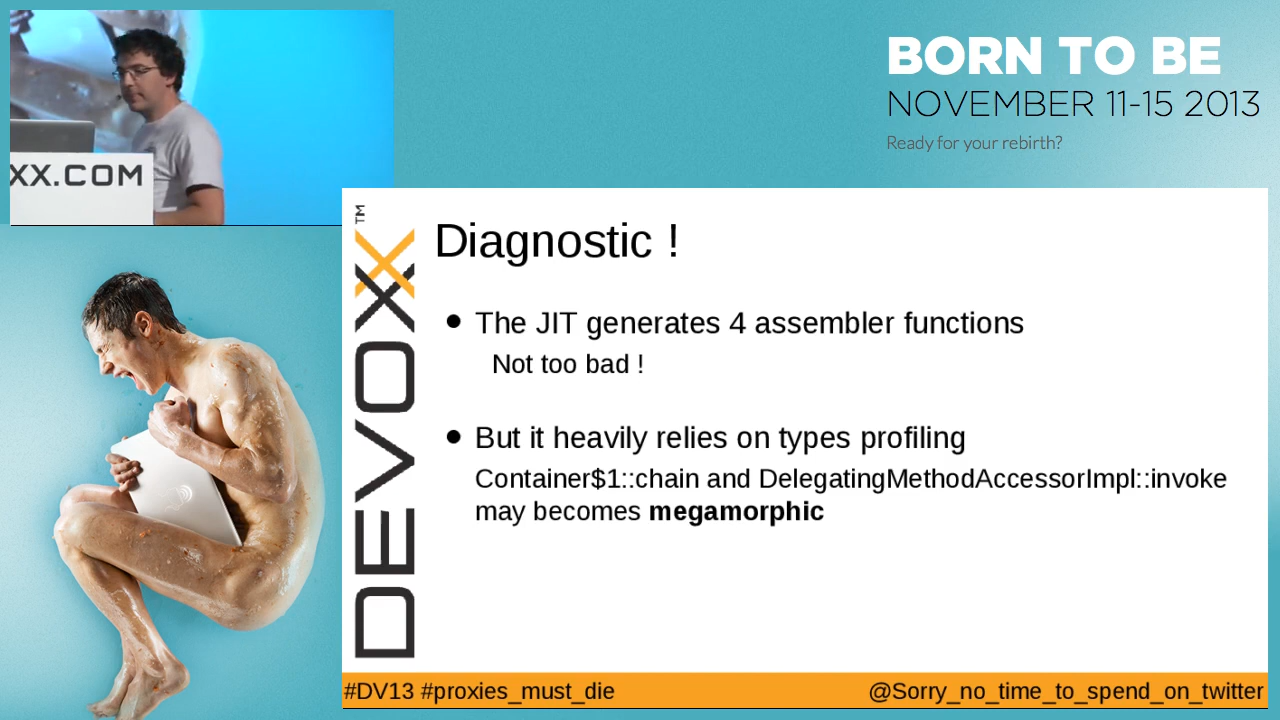 BORN TO BE
NOVEMBER 11-15 2013
Ready for your rebirth?
XX.COM
DEVOXX™
Diagnostic !
The JIT generates 4 assembler functions
Not too bad !
But it heavily relies on types profiling
Container$1::chain and DelegatingMethodAccessorImpl::invoke
may becomes megamorphic
#DV13 #proxies_must_die
@Sorry_no_time_to_spend_on_twitter